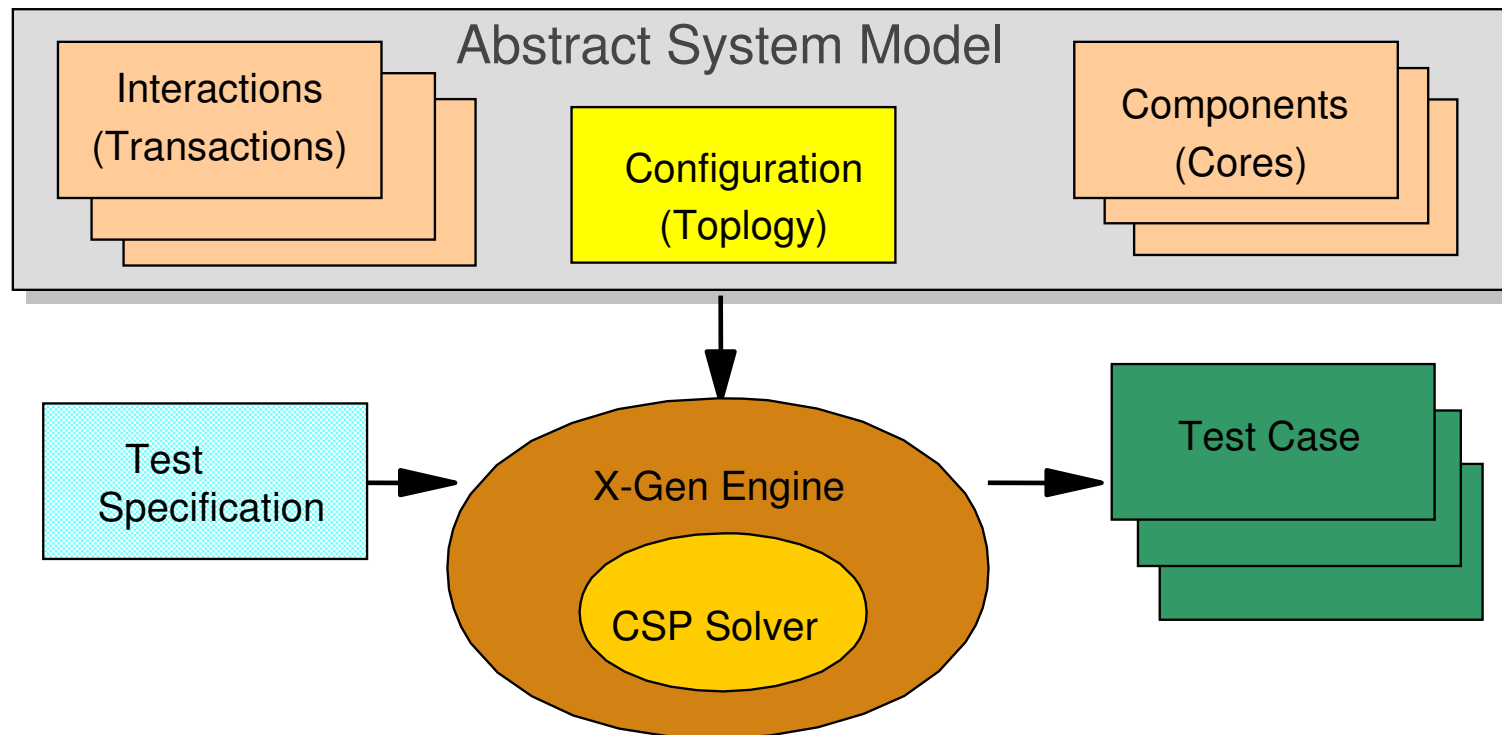 Abstract System Model
Interactions
(Transactions)
Configuration
(Toplogy)
Components
(Cores)
Test
Specification
X-Gen Engine
CSP Solver
Test Case